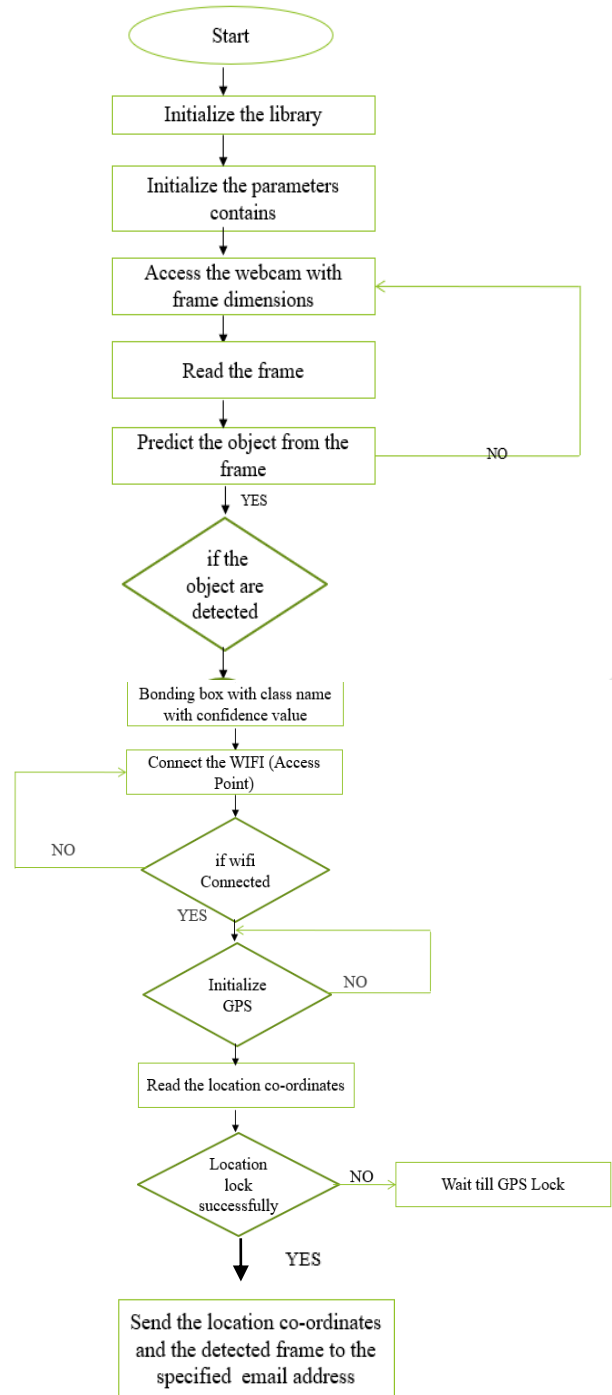 Start
Initialize the library
Initialize the parameters
contains
Access the webcam with
frame dimensions
Read the frame
Predict the object from the
frame
NO
YES
if the
object are
detected
Bonding box with class name
with confidence value
Connect the WIFI (Access
Point)
NO
if wifi
Connected
YES
Initialize
GPS
NO
Read the location co-ordinates
Location
lock
successfully
NO
Wait till GPS Lock
YES
Send the location co-ordinates
and the detected frame to the
specified email address